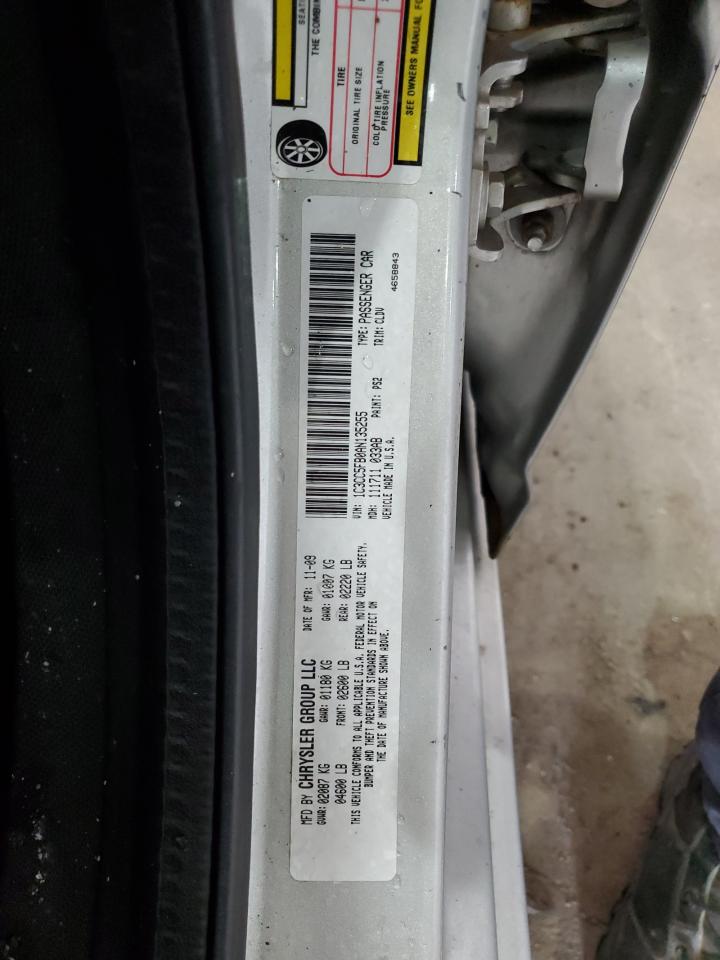 SEATI
THE COMBIN
TIRE
ORIGINAL TIRE SIZE
COLD TIRE INFLATION
PRESSURE
SEE OWNERS MANUAL FO
MFD BY CHRYSLER GROUP LLC
DATE OF MFR: 11-09
GVWR: 02087 KG
GAWR: 01180 KG
GAWR: 01007 KG
04600 LB
FRONT: 02600 LB
REAR: 02220 LB
THIS VEHICLE CONFORMS TO ALL APPLICABLE U.S.A. FEDERAL MOTOR VEHICLE SAFETY,
BUMPER AND THEFT PREVENTION STANDARDS IN EFFECT ON
THE DATE OF MANUFACTURE SHOWN ABOVE.
VIN: 1C3CC5FB0AN135255
TYPE: PASSENGER CAR
MDH: 111711 033AB
PAINT: PS2
TRIM: CLDV
VEHICLE MADE IN U.S.A.
4658843